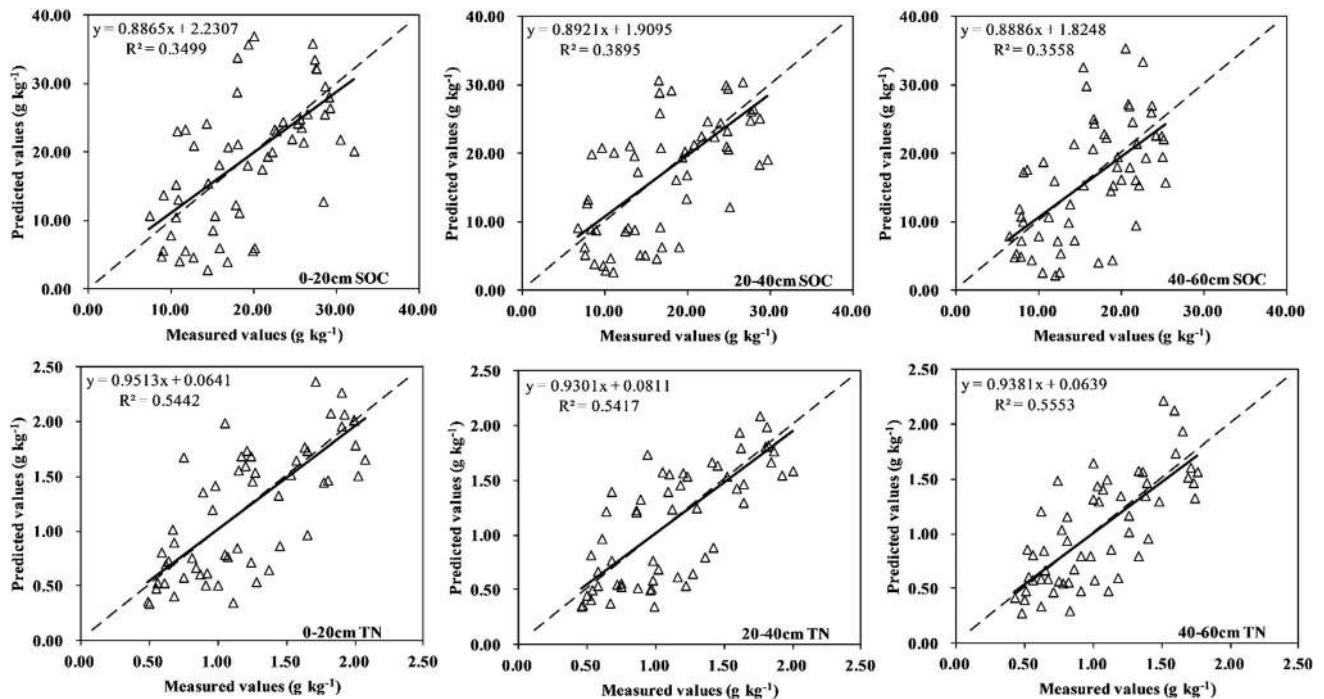 y = 0.8865x + 2.2307
R² = 0.3499
40.00
30.00
20.00
10.00
0.00
Predicted values (g kg⁻¹)
0-20cm SOC
0.00 10.00 20.00 30.00 40.00
Measured values (g kg⁻¹)
y = 0.8921x + 1.9095
R² = 0.3895
40.00
30.00
20.00
10.00
0.00
Predicted values (g kg⁻¹)
20-40cm SOC
0.00 10.00 20.00 30.00 40.00
Measured values (g kg⁻¹)
y = 0.8886x + 1.8248
R² = 0.3558
40.00
30.00
20.00
10.00
0.00
Predicted values (g kg⁻¹)
40-60cm SOC
0.00 10.00 20.00 30.00 40.00
Measured values (g kg⁻¹)
y = 0.9513x + 0.0641
R² = 0.5442
2.50
2.00
1.50
1.00
0.50
0.00
Predicted values (g kg⁻¹)
0-20cm TN
0.00 0.50 1.00 1.50 2.00 2.50
Measured values (g kg⁻¹)
y = 0.9301x + 0.0811
R² = 0.5417
2.50
2.00
1.50
1.00
0.50
0.00
Predicted values (g kg⁻¹)
20-40cm TN
0.00 0.50 1.00 1.50 2.00 2.50
Measured values (g kg⁻¹)
y = 0.9381x + 0.0639
R² = 0.5553
2.50
2.00
1.50
1.00
0.50
0.00
Predicted values (g kg⁻¹)
40-60cm TN
0.00 0.50 1.00 1.50 2.00 2.50
Measured values (g kg⁻¹)